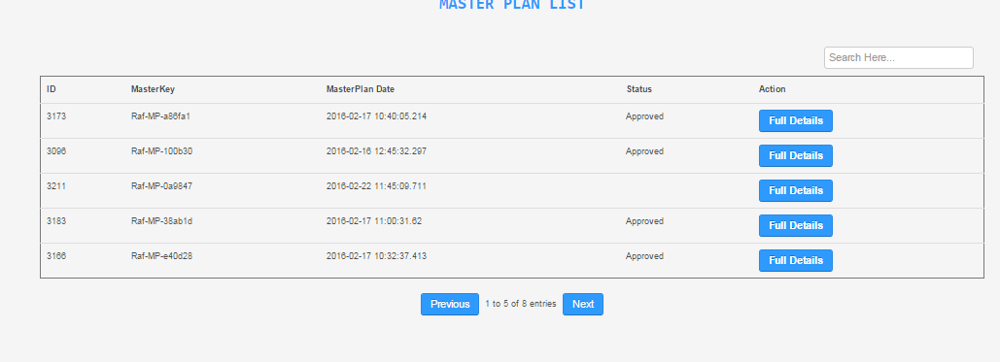 MASTER PLAN LIST
Search Here...
ID MasterKey MasterPlan Date Status Action
3173 Raf-MP-a86fa1 2016-02-17 10:40:05.214 Approved Full Details
3096 Raf-MP-100b30 2016-02-16 12:45:32.297 Approved Full Details
3211 Raf-MP-0a9847 2016-02-22 11:45:09.711 Full Details
3183 Raf-MP-38ab1d 2016-02-17 11:00:31.62 Approved Full Details
3166 Raf-MP-e40d28 2016-02-17 10:32:37.413 Approved Full Details
Previous 1 to 5 of 8 entries Next